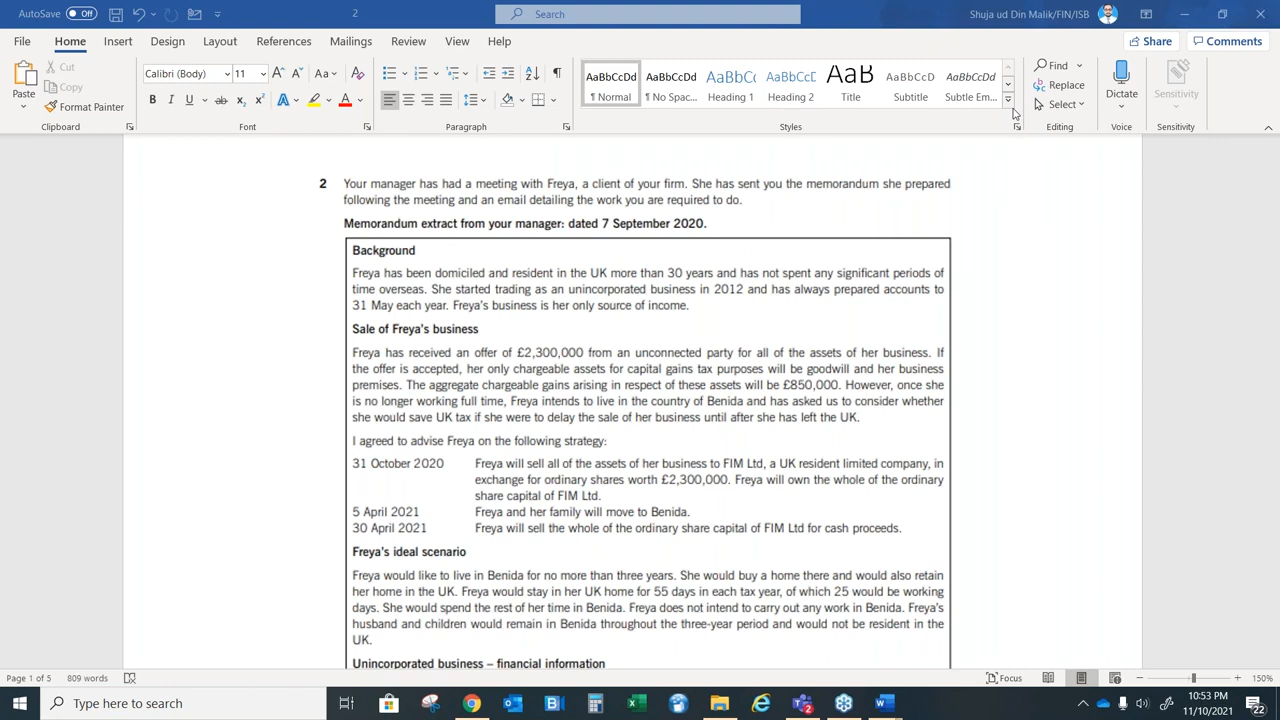 AutoSave Off 2 Search Shuja ud Din Malik/FIN/ISB
File Home Insert Design Layout References Mailings Review View Help Share Comments
Paste Cut Copy Format Painter
Calibri (Body) 11
AaBbCcDd AaBbCcDd AaBbCc AaBbCcE AaB AaBbCcD AaBbCcDd
¶ Normal ¶ No Spac... Heading 1 Heading 2 Title Subtitle Subtle Em...
Find Replace Select Dictate Sensitivity
Clipboard Font Paragraph Styles Editing Voice Sensitivity
2 Your manager has had a meeting with Freya, a client of your firm. She has sent you the memorandum she prepared
following the meeting and an email detailing the work you are required to do.
Memorandum extract from your manager: dated 7 September 2020.
Background
Freya has been domiciled and resident in the UK more than 30 years and has not spent any significant periods of
time overseas. She started trading as an unincorporated business in 2012 and has always prepared accounts to
31 May each year. Freya's business is her only source of income.
Sale of Freya's business
Freya has received an offer of £2,300,000 from an unconnected party for all of the assets of her business. If
the offer is accepted, her only chargeable assets for capital gains tax purposes will be goodwill and her business
premises. The aggregate chargeable gains arising in respect of these assets will be £850,000. However, once she
is no longer working full time, Freya intends to live in the country of Benida and has asked us to consider whether
she would save UK tax if she were to delay the sale of her business until after she has left the UK.
I agreed to advise Freya on the following strategy:
31 October 2020 Freya will sell all of the assets of her business to FIM Ltd, a UK resident limited company, in
exchange for ordinary shares worth £2,300,000. Freya will own the whole of the ordinary
share capital of FIM Ltd.
5 April 2021 Freya and her family will move to Benida.
30 April 2021 Freya will sell the whole of the ordinary share capital of FIM Ltd for cash proceeds.
Freya's ideal scenario
Freya would like to live in Benida for no more than three years. She would buy a home there and would also retain
her home in the UK. Freya would stay in her UK home for 55 days in each tax year, of which 25 would be working
days. She would spend the rest of her time in Benida. Freya does not intend to carry out any work in Benida. Freya's
husband and children would remain in Benida throughout the three-year period and would not be resident in the
UK.
Unincorporated business – financial information
Page 1 of 5 809 words Focus 150%
Type here to search 10:53 PM
11/10/2021 22